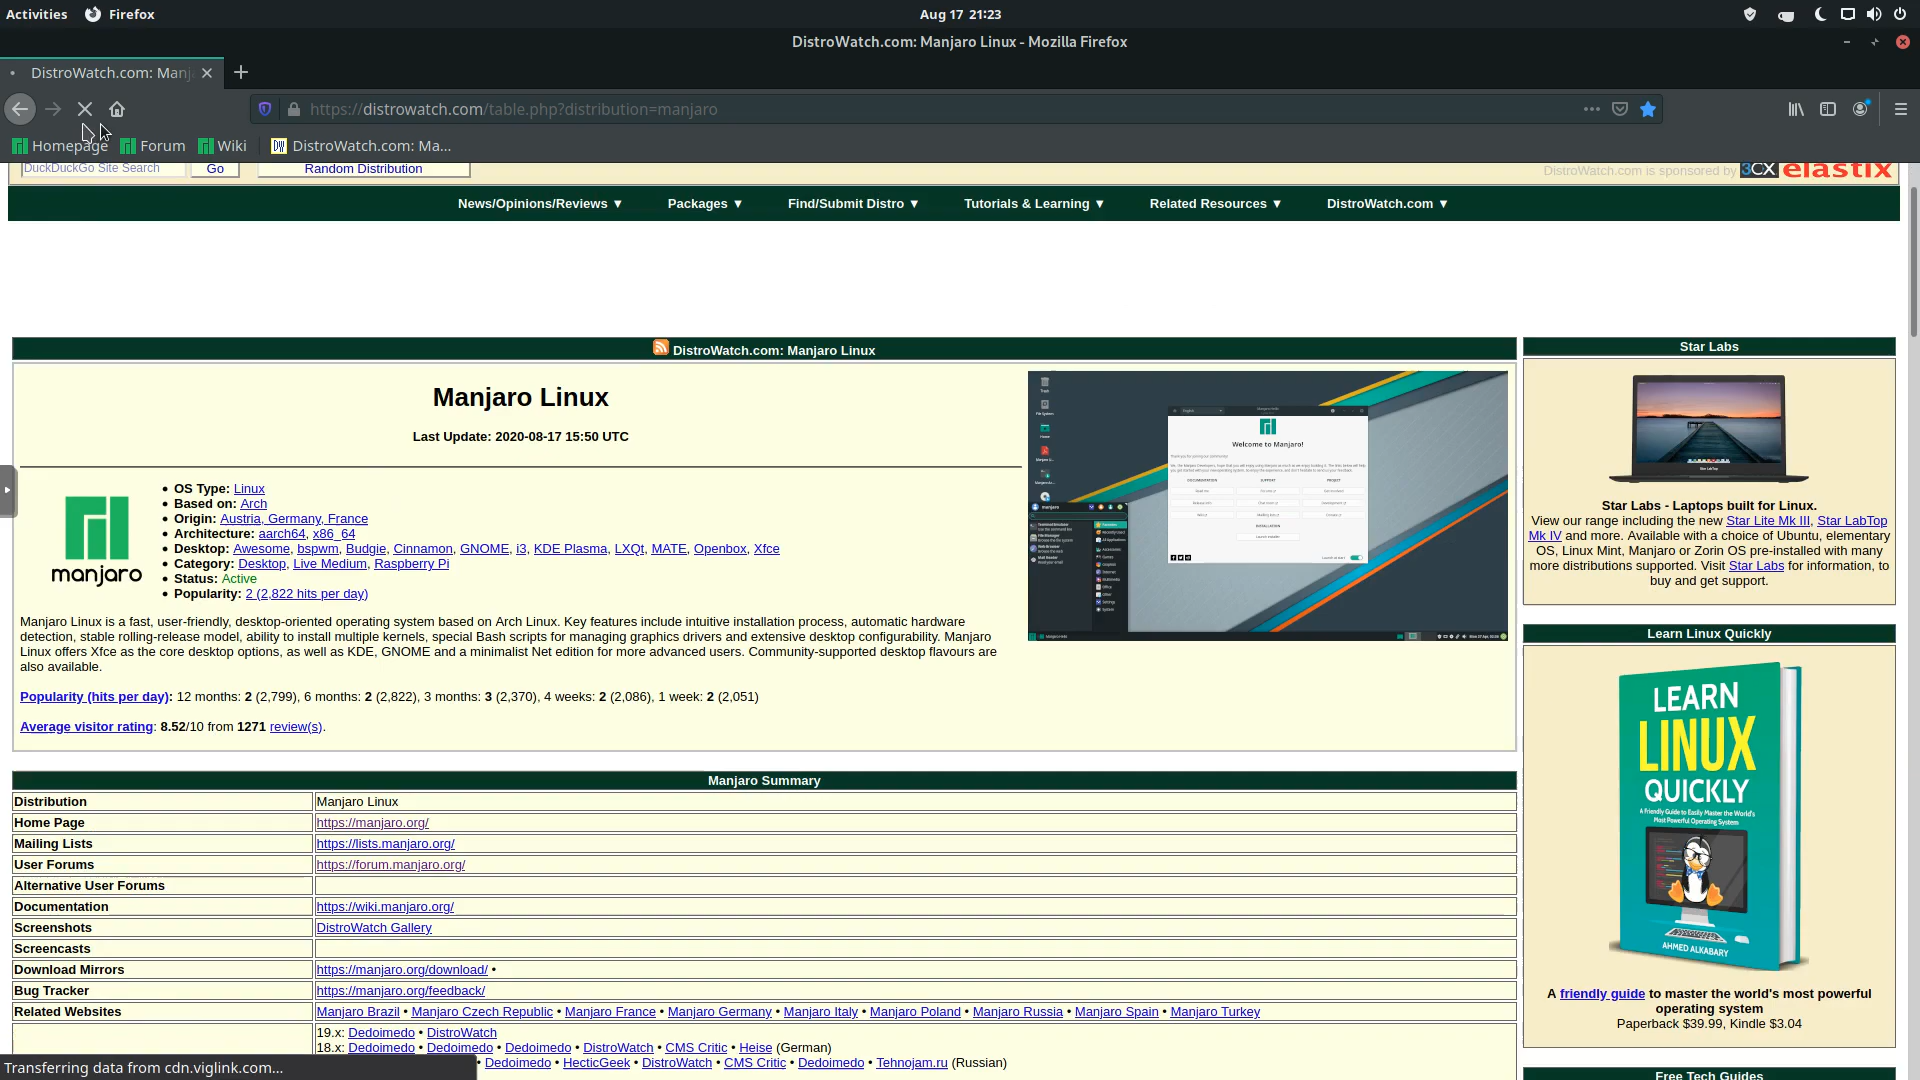 Activities Firefox Aug 17 21:23
DistroWatch.com: Manjaro Linux - Mozilla Firefox
DistroWatch.com: Manj
https://distrowatch.com/table.php?distribution=manjaro
Homepage Forum Wiki DW DistroWatch.com: Ma...
DuckDuckGo Site Search Go Random Distribution DistroWatch.com is sponsored by 3CX elastix
News/Opinions/Reviews ▼ Packages ▼ Find/Submit Distro ▼ Tutorials & Learning ▼ Related Resources ▼ DistroWatch.com ▼
DistroWatch.com: Manjaro Linux
Manjaro Linux
Last Update: 2020-08-17 15:50 UTC
manjaro
• OS Type: Linux
• Based on: Arch
• Origin: Austria, Germany, France
• Architecture: aarch64, x86_64
• Desktop: Awesome, bspwm, Budgie, Cinnamon, GNOME, i3, KDE Plasma, LXQt, MATE, Openbox, Xfce
• Category: Desktop, Live Medium, Raspberry Pi
• Status: Active
• Popularity: 2 (2,822 hits per day)
Welcome to Manjaro!
Manjaro Linux is a fast, user-friendly, desktop-oriented operating system based on Arch Linux. Key features include intuitive installation process, automatic hardware
detection, stable rolling-release model, ability to install multiple kernels, special Bash scripts for managing graphics drivers and extensive desktop configurability. Manjaro
Linux offers Xfce as the core desktop options, as well as KDE, GNOME and a minimalist Net edition for more advanced users. Community-supported desktop flavours are
also available.
Popularity (hits per day): 12 months: 2 (2,799), 6 months: 2 (2,822), 3 months: 3 (2,370), 4 weeks: 2 (2,086), 1 week: 2 (2,051)
Average visitor rating: 8.52/10 from 1271 review(s).
Manjaro Summary
Distribution Manjaro Linux
Home Page https://manjaro.org/
Mailing Lists https://lists.manjaro.org/
User Forums https://forum.manjaro.org/
Alternative User Forums
Documentation https://wiki.manjaro.org/
Screenshots DistroWatch Gallery
Screencasts
Download Mirrors https://manjaro.org/download/ •
Bug Tracker https://manjaro.org/feedback/
Related Websites Manjaro Brazil • Manjaro Czech Republic • Manjaro France • Manjaro Germany • Manjaro Italy • Manjaro Poland • Manjaro Russia • Manjaro Spain • Manjaro Turkey
19.x: Dedoimedo • DistroWatch
18.x: Dedoimedo • Dedoimedo • Dedoimedo • DistroWatch • CMS Critic • Heise (German)
• Dedoimedo • HecticGeek • DistroWatch • CMS Critic • Dedoimedo • Tehnojam.ru (Russian)
Transferring data from cdn.viglink.com...
Star Labs
Star Labs - Laptops built for Linux.
View our range including the new Star Lite Mk III, Star LabTop
Mk IV and more. Available with a choice of Ubuntu, elementary
OS, Linux Mint, Manjaro or Zorin OS pre-installed with many
more distributions supported. Visit Star Labs for information, to
buy and get support.
Learn Linux Quickly
LEARN
LINUX
QUICKLY
A Friendly Guide to Easily Master the World's
Most Powerful Operating System
AHMED ALKABARY
A friendly guide to master the world's most powerful
operating system
Paperback $39.99, Kindle $3.04
Free Tech Guides